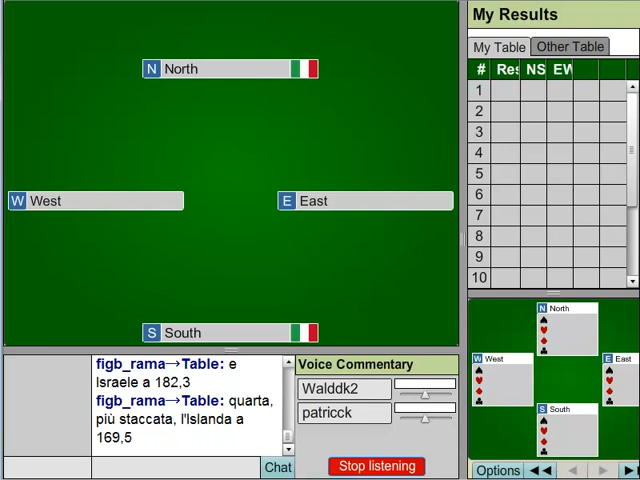 My Results
My Table Other Table
# Res NS EW
1
2
3
4
5
6
7
8
9
10
N North
W West
E East
S South
figb_rama→Table: e
Israele a 182,3
figb_rama→Table: quarta,
più staccata, l'Islanda a
169,5
Chat
Voice Commentary
Walddk2
patricck
Stop listening
N North
W West
E East
S South
Options